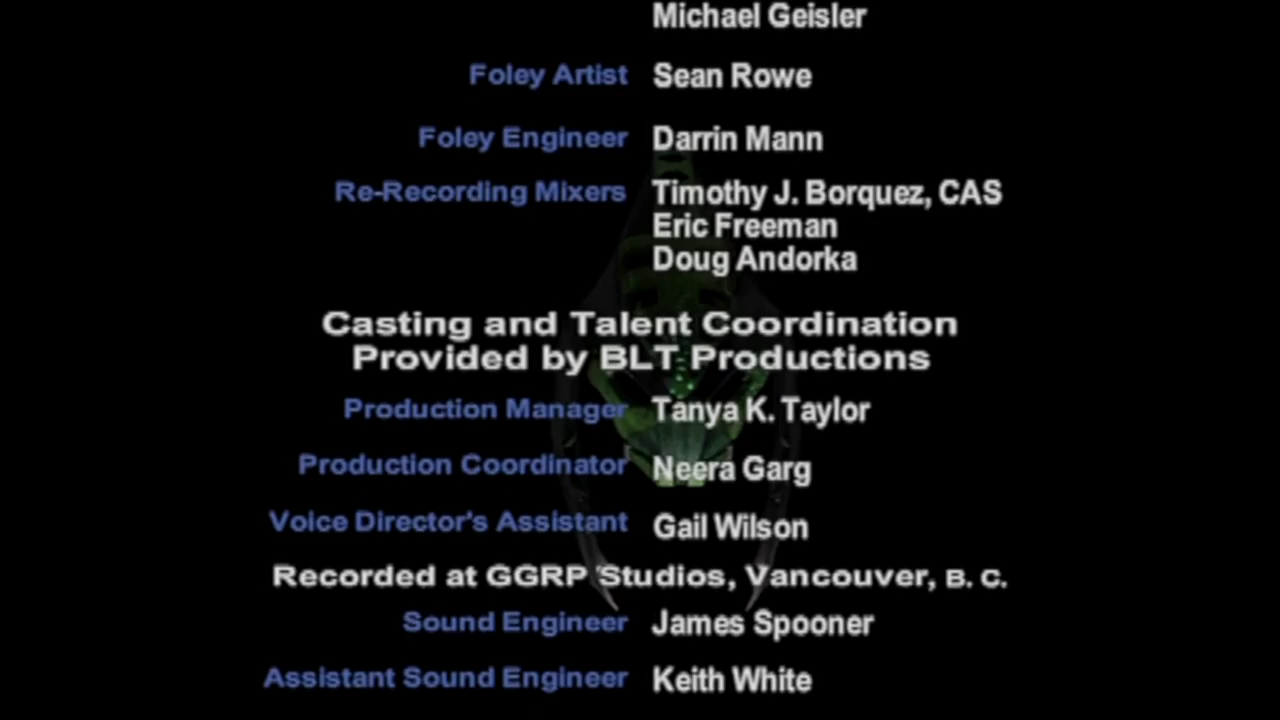 Michael Geisler
Foley Artist Sean Rowe
Foley Engineer Darrin Mann
Re-Recording Mixers Timothy J. Borquez, CAS
Eric Freeman
Doug Andorka
Casting and Talent Coordination
Provided by BLT Productions
Production Manager Tanya K. Taylor
Production Coordinator Neera Garg
Voice Director's Assistant Gail Wilson
Recorded at GGRP Studios, Vancouver, B. C.
Sound Engineer James Spooner
Assistant Sound Engineer Keith White